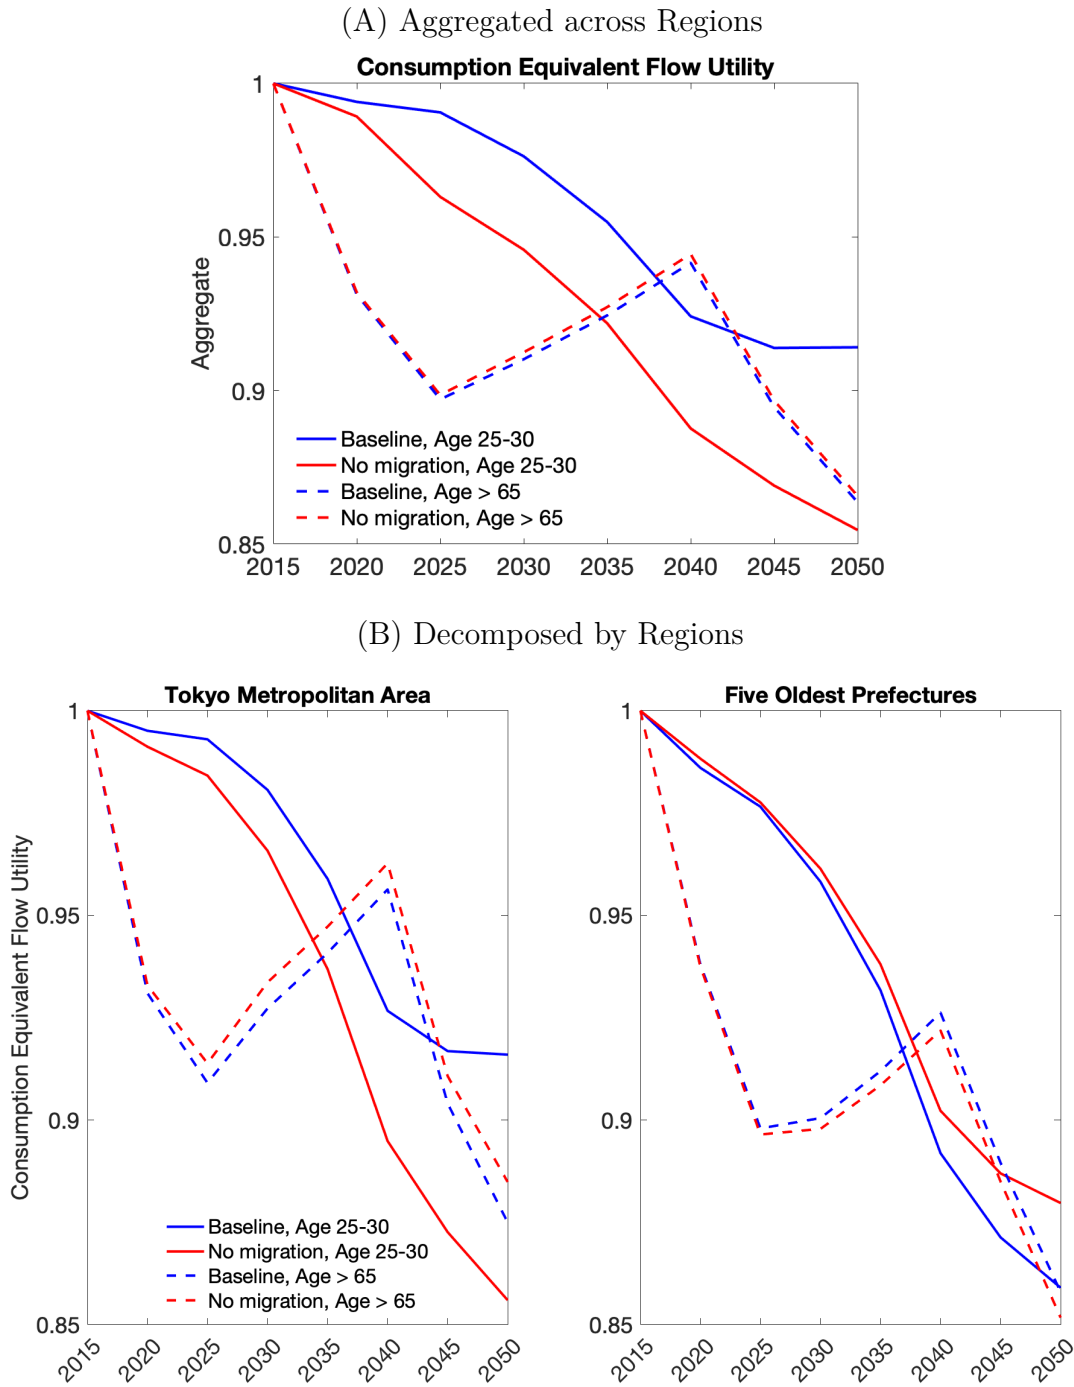 (A) Aggregated across Regions
Consumption Equivalent Flow Utility
Aggregate
1
0.95
0.9
0.85
Baseline, Age 25-30
No migration, Age 25-30
Baseline, Age > 65
No migration, Age > 65
2015 2020 2025 2030 2035 2040 2045 2050
(B) Decomposed by Regions
Tokyo Metropolitan Area
Consumption Equivalent Flow Utility
1
0.95
0.9
0.85
Baseline, Age 25-30
No migration, Age 25-30
Baseline, Age > 65
No migration, Age > 65
2015 2020 2025 2030 2035 2040 2045 2050
Five Oldest Prefectures
1
0.95
0.9
0.85
2015 2020 2025 2030 2035 2040 2045 2050